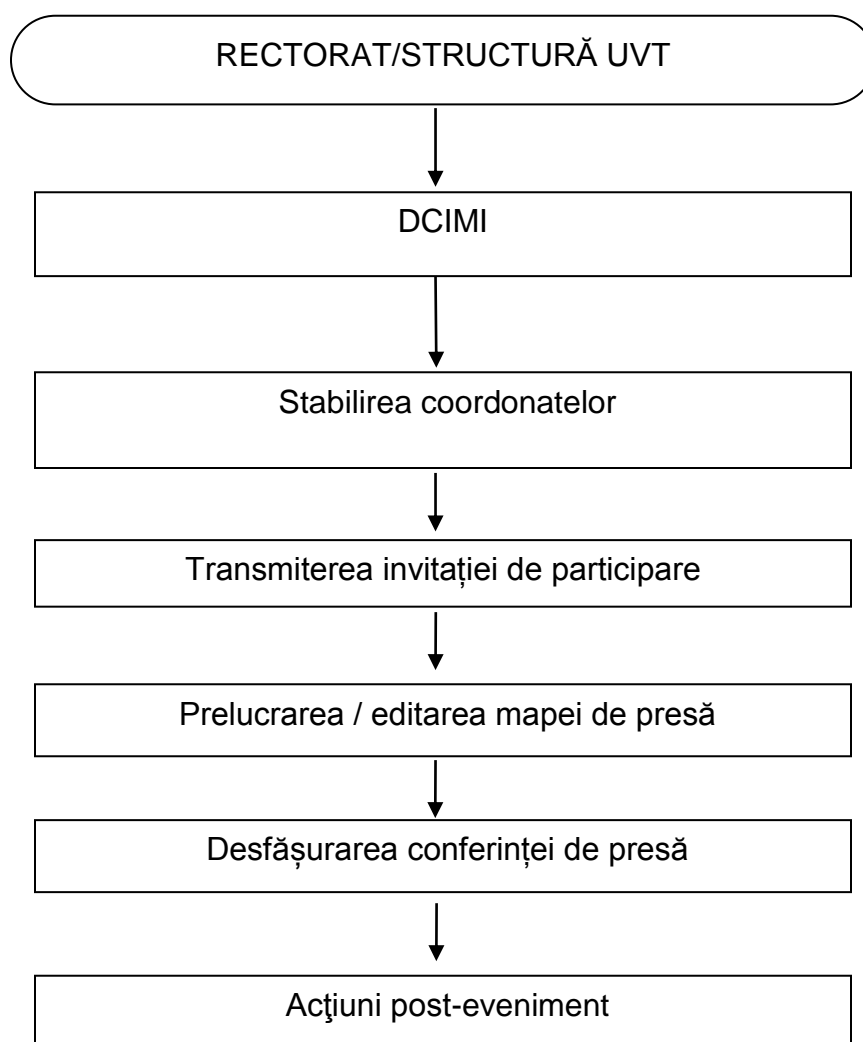 RECTORAT/STRUCTURĂ UVT
DCIMI
Stabilirea coordonatelor
Transmiterea invitației de participare
Prelucrarea / editarea mapei de presă
Desfășurarea conferinței de presă
Acţiuni post-eveniment